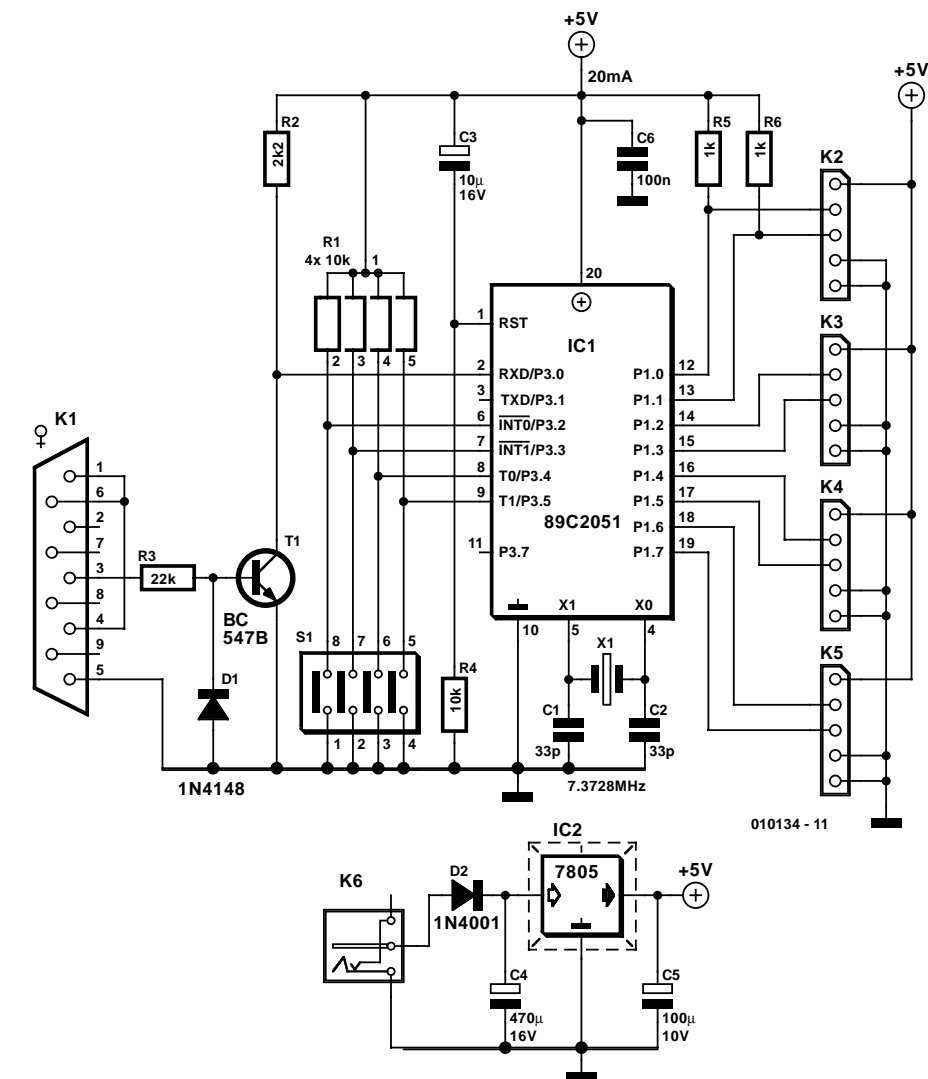 +5V
20mA
+5V
R2
2k2
C3
10μ
16V
C6
100n
R5
1k
R6
1k
K2
R1
4x 10k
1
2
3
4
5
20
1
RST
IC1
K3
2
RXD/P3.0
P1.0
12
3
TXD/P3.1
P1.1
13
6
INT0/P3.2
P1.2
14
7
INT1/P3.3
P1.3
15
8
T0/P3.4
P1.4
16
9
T1/P3.5
P1.5
17
89C2051
P1.6
18
11
P3.7
P1.7
19
K4
K1
1
6
2
7
3
8
4
9
5
R3
22k
T1
BC
547B
D1
1N4148
S1
8
7
6
5
1
2
3
4
R4
10k
X1
X0
10
5
4
X1
C1
33p
C2
33p
7.3728MHz
K5
010134 - 11
IC2
7805
+5V
K6
D2
1N4001
C4
470μ
16V
C5
100μ
10V